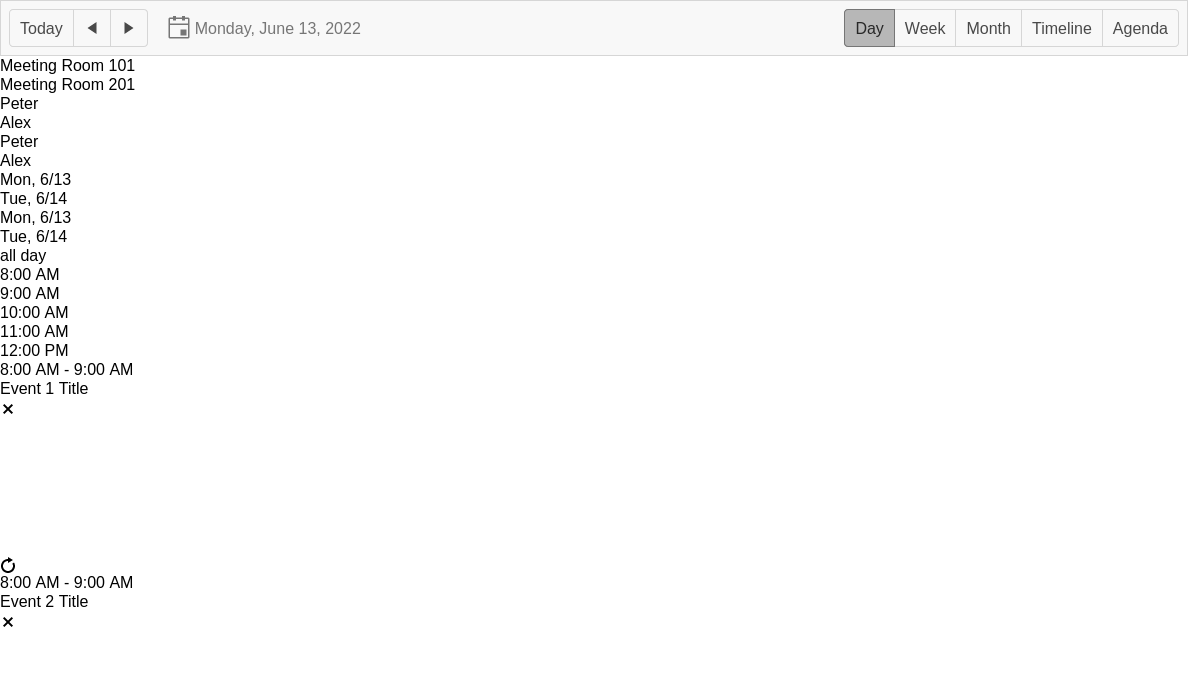 Today Monday, June 13, 2022 Day Week Month Timeline Agenda
Meeting Room 101
Meeting Room 201
Peter
Alex
Peter
Alex
Mon, 6/13
Tue, 6/14
Mon, 6/13
Tue, 6/14
all day
8:00 AM
9:00 AM
10:00 AM
11:00 AM
12:00 PM
8:00 AM - 9:00 AM
Event 1 Title
8:00 AM - 9:00 AM
Event 2 Title